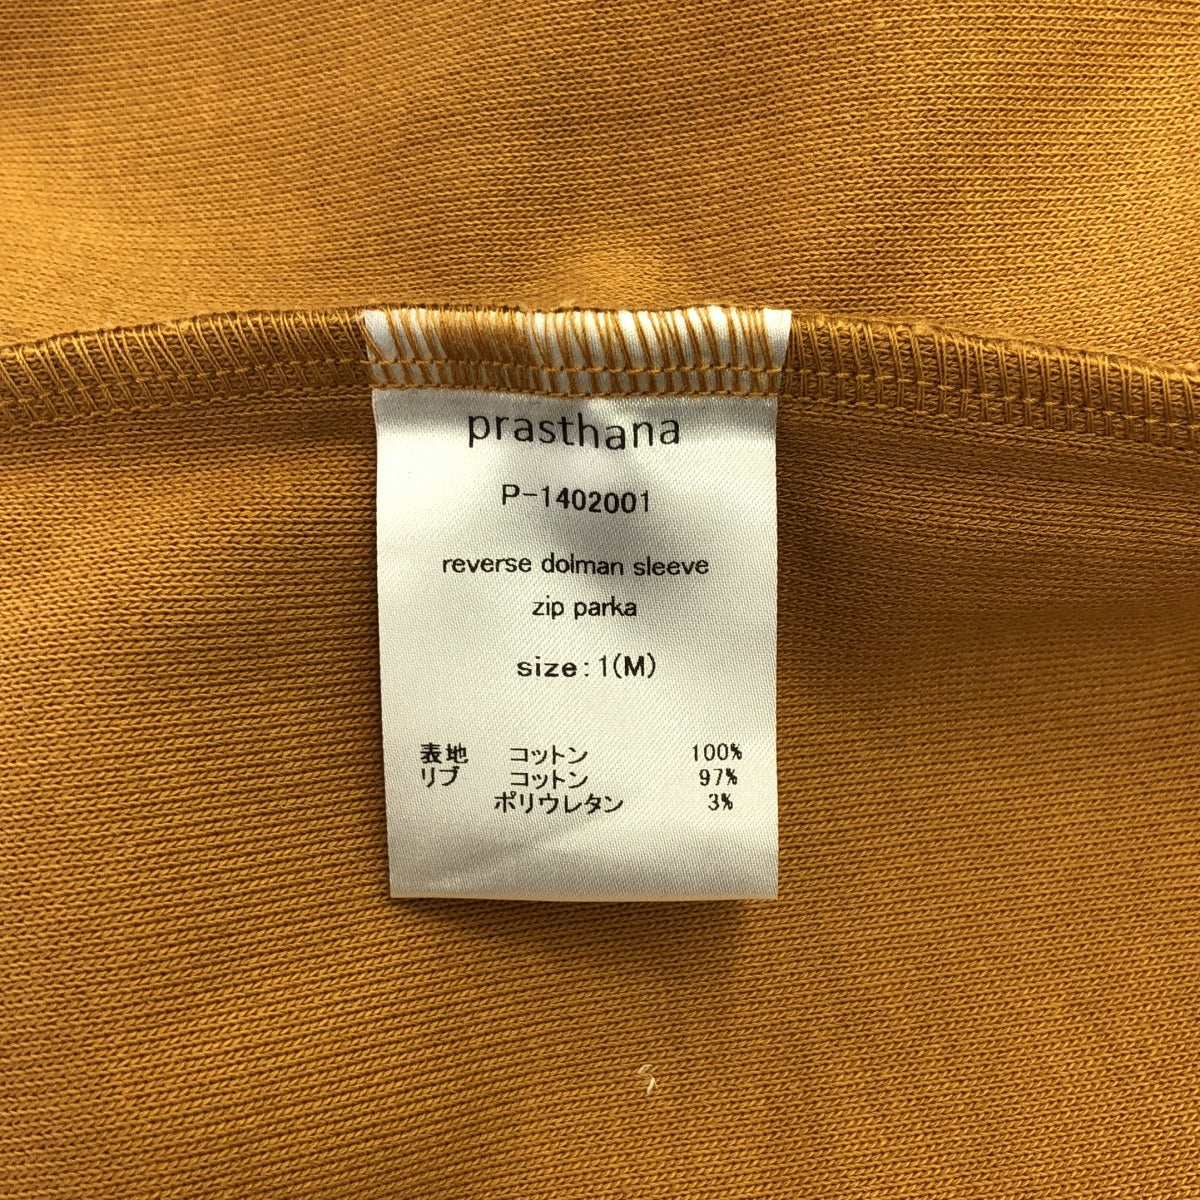 prasthana
P-1402001
reverse dolman sleeve
zip parka
size:1(M)
表地 コットン 100%
リブ コットン 97%
ポリウレタン 3%